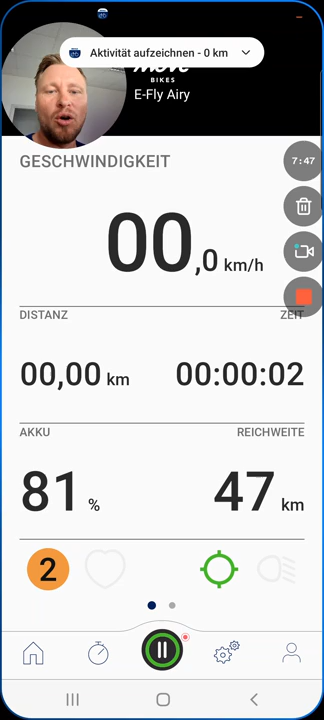 Aktivität aufzeichnen - 0 km
move
BIKES
E-Fly Airy
GESCHWINDIGKEIT
7:47
00,0 km/h
DISTANZ ZEIT
00,00 km 00:00:02
AKKU REICHWEITE
81 % 47 km
2